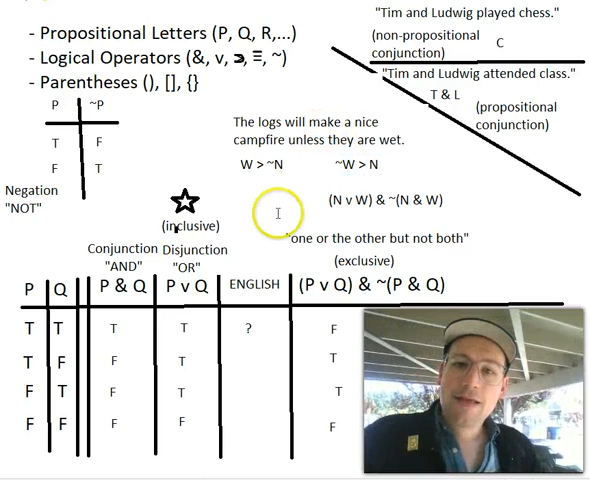 - Propositional Letters (P, Q, R,...)
- Logical Operators (&, v, ⊃, ≡, ~)
- Parentheses (), [], {}
"Tim and Ludwig played chess."
(non-propositional
conjunction)
C
"Tim and Ludwig attended class."
T & L
(propositional
conjunction)
P ~P
T F
F T
Negation
"NOT"
The logs will make a nice
campfire unless they are wet.
W > ~N ~W > N
(N v W) & ~(N & W)
"one or the other but not both"
(exclusive)
(inclusive)
Conjunction Disjunction
"AND" "OR"
P Q P & Q P v Q ENGLISH (P v Q) & ~(P & Q)
T T T T ? F
T F F T T
F T F T T
F F F F F